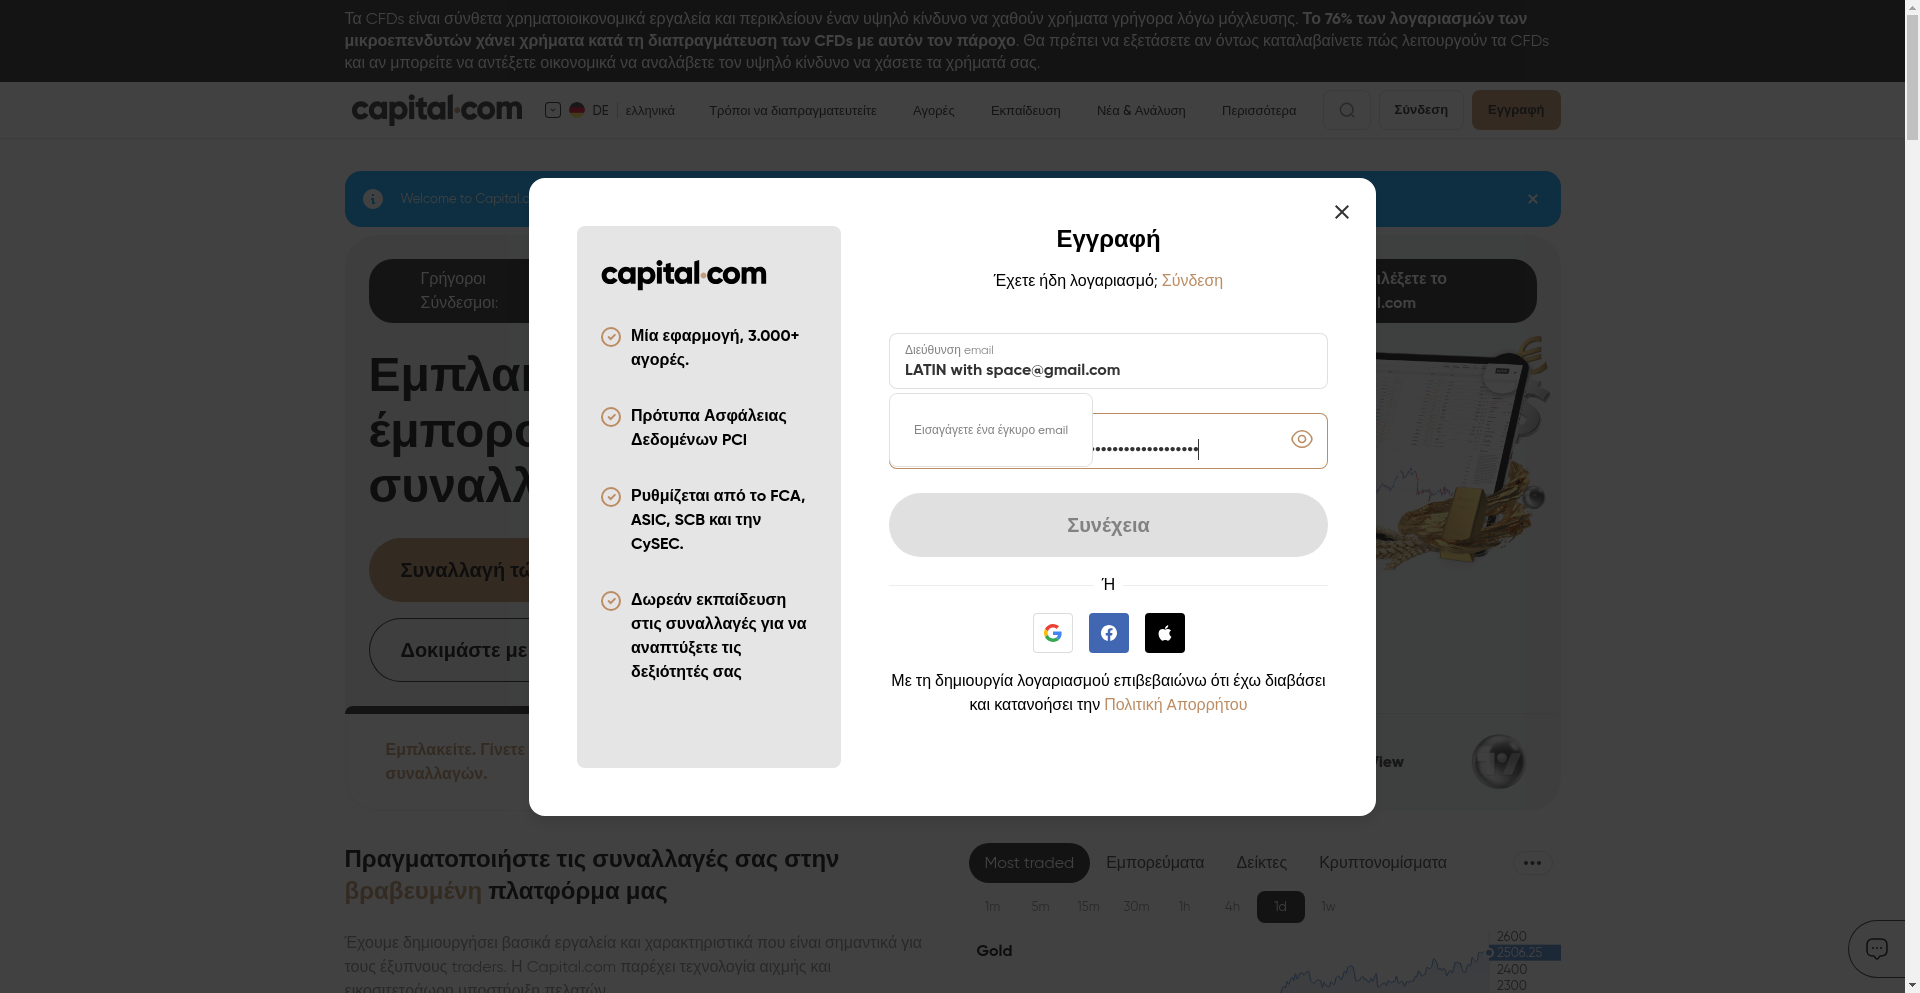 Τα CFDs είναι σύνθετα χρηματοιοικονομικά εργαλεία και περικλείουν έναν υψηλό κίνδυνο να χαθούν χρήματα γρήγορα λόγω μόχλευσης. Το 76% των λογαριασμών των
μικροεπενδυτών χάνει χρήματα κατά τη διαπραγμάτευση των CFDs με αυτόν τον πάροχο. Θα πρέπει να εξετάσετε αν όντως καταλαβαίνετε πώς λειτουργούν τα CFDs
και αν μπορείτε να αντέξετε οικονομικά να αναλάβετε τον υψηλό κίνδυνο να χάσετε τα χρήματά σας.
capital.com DE ελληνικά Τρόποι να διαπραγματευτείτε Αγορές Εκπαίδευση Νέα & Ανάλυση Περισσότερα Σύνδεση Εγγραφή
Welcome to Capital.c
Γρήγοροι
Σύνδεσμοι:
ιλέξετε το
l.com
Εμπλα
έμπορο
συναλλ
Συναλλαγή τώ
Δοκιμάστε με
Εμπλακείτε. Γίνετε
συναλλαγών.
View
capital.com
Μία εφαρμογή, 3.000+
αγορές.
Πρότυπα Ασφάλειας
Δεδομένων PCI
Ρυθμίζεται από το FCA,
ASIC, SCB και την
CySEC.
Δωρεάν εκπαίδευση
στις συναλλαγές για να
αναπτύξετε τις
δεξιότητές σας
Εγγραφή
Έχετε ήδη λογαριασμό; Σύνδεση
Διεύθυνση email
LATIN with space@gmail.com
Εισαγάγετε ένα έγκυρο email
Συνέχεια
Ή
Με τη δημιουργία λογαριασμού επιβεβαιώνω ότι έχω διαβάσει
και κατανοήσει την Πολιτική Απορρήτου
Πραγματοποιήστε τις συναλλαγές σας στην
βραβευμένη πλατφόρμα μας
Έχουμε δημιουργήσει βασικά εργαλεία και χαρακτηριστικά που είναι σημαντικά για
τους έξυπνους traders. Η Capital.com παρέχει τεχνολογία αιχμής και
εικοσιτετράωρη υποστήριξη πελατών.
Most traded Εμπορεύματα Δείκτες Κρυπτονομίσματα
1m 5m 15m 30m 1h 4h 1d 1w
Gold
2600
2506.25
2400
2300